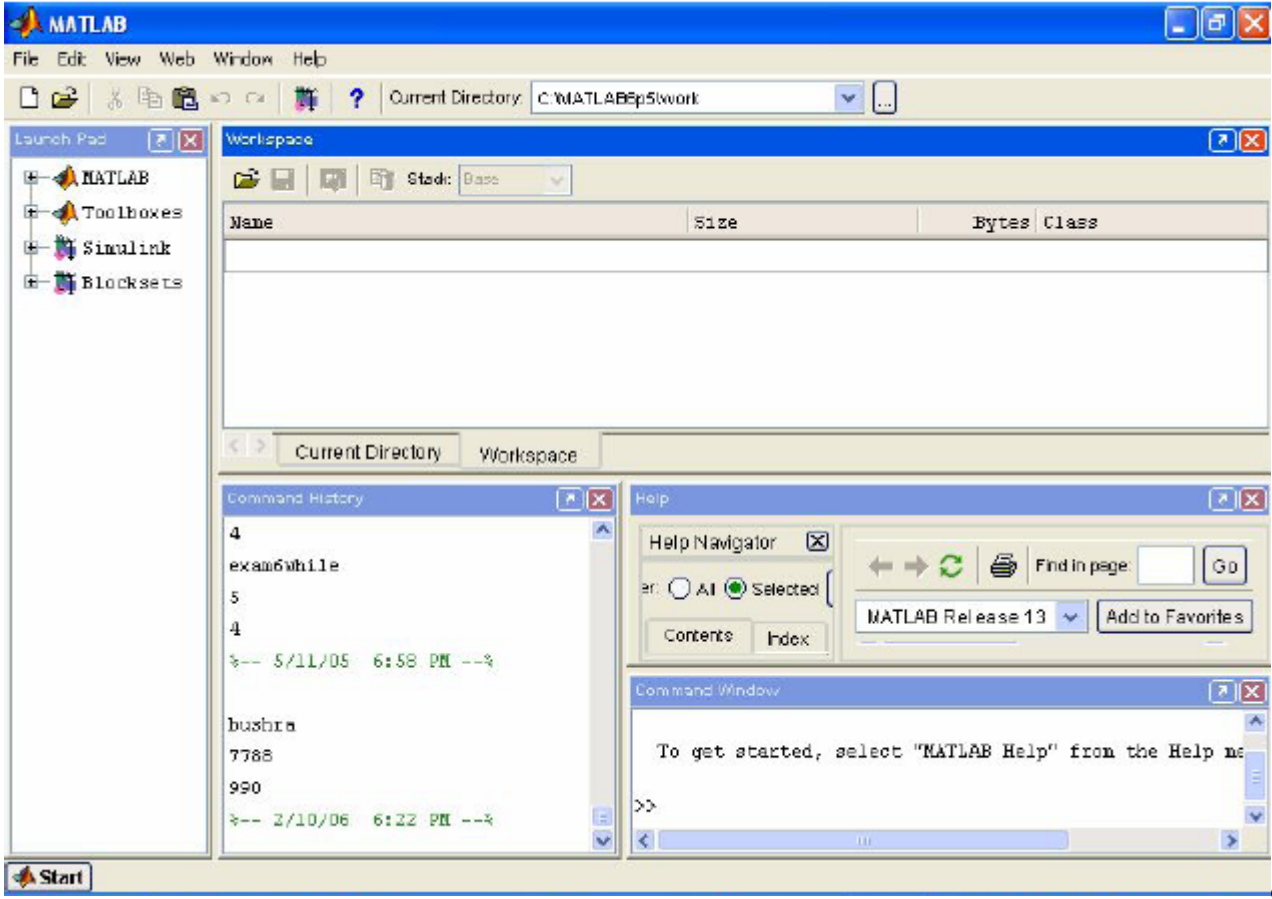 MATLAB
File Edit View Web Window Help
? Current Directory: C:\MATLAB6p5\work ...
Launch Pad
MATLAB
Toolboxes
Simulink
Blocksets
Workspace
Stack: Base
Name Size Bytes Class
Current Directory Workspace
Command History
4
exam6while
5
4
%-- 5/11/05 6:58 PM --%
bushra
7788
990
%-- 2/10/06 6:22 PM --%
Help
Help Navigator
er: All Selected
Contents Index
Find in page: Go
MATLAB Release 13 Add to Favorites
Command Window
To get started, select "MATLAB Help" from the Help me
>>
Start